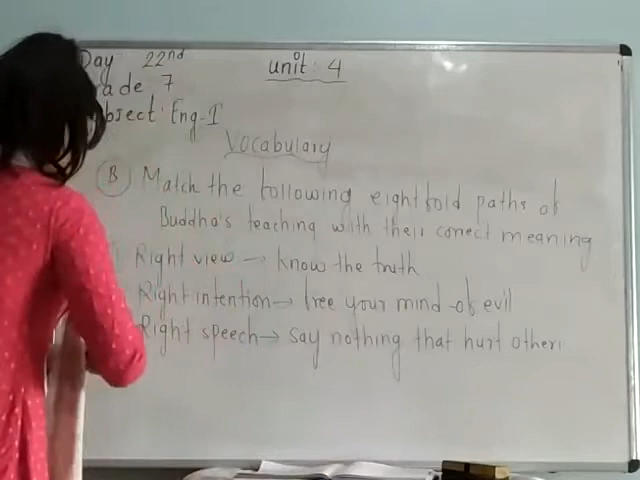 Day 22nd
unit: 4
ade 7
bject: Eng-I
Vocabulary
B Match the following eightfold paths of
Buddha's teaching with their correct meaning
Right view → know the truth
Right intention → free your mind of evil
Right speech → say nothing that hurt others